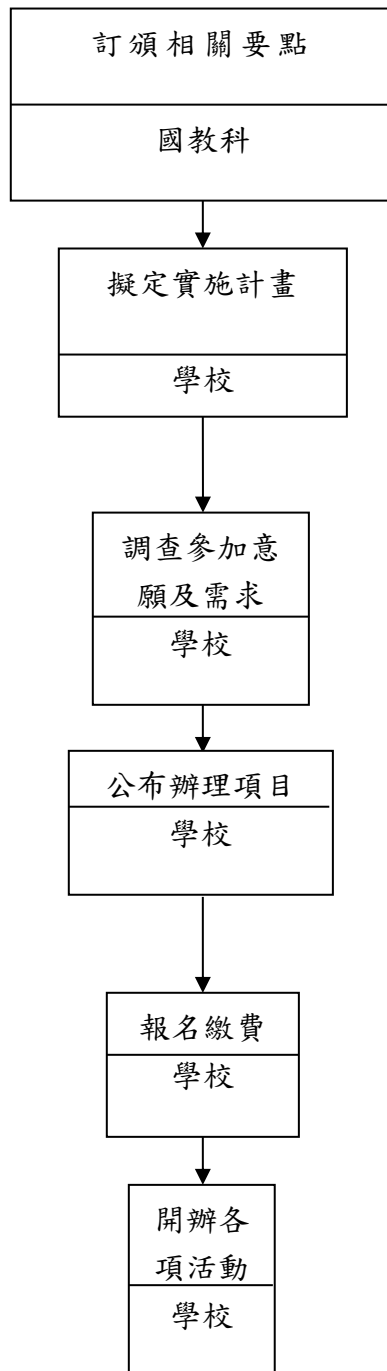 訂頒相關要點
國教科
擬定實施計畫
學校
調查參加意
願及需求
學校
公布辦理項目
學校
報名繳費
學校
開辦各
項活動
學校